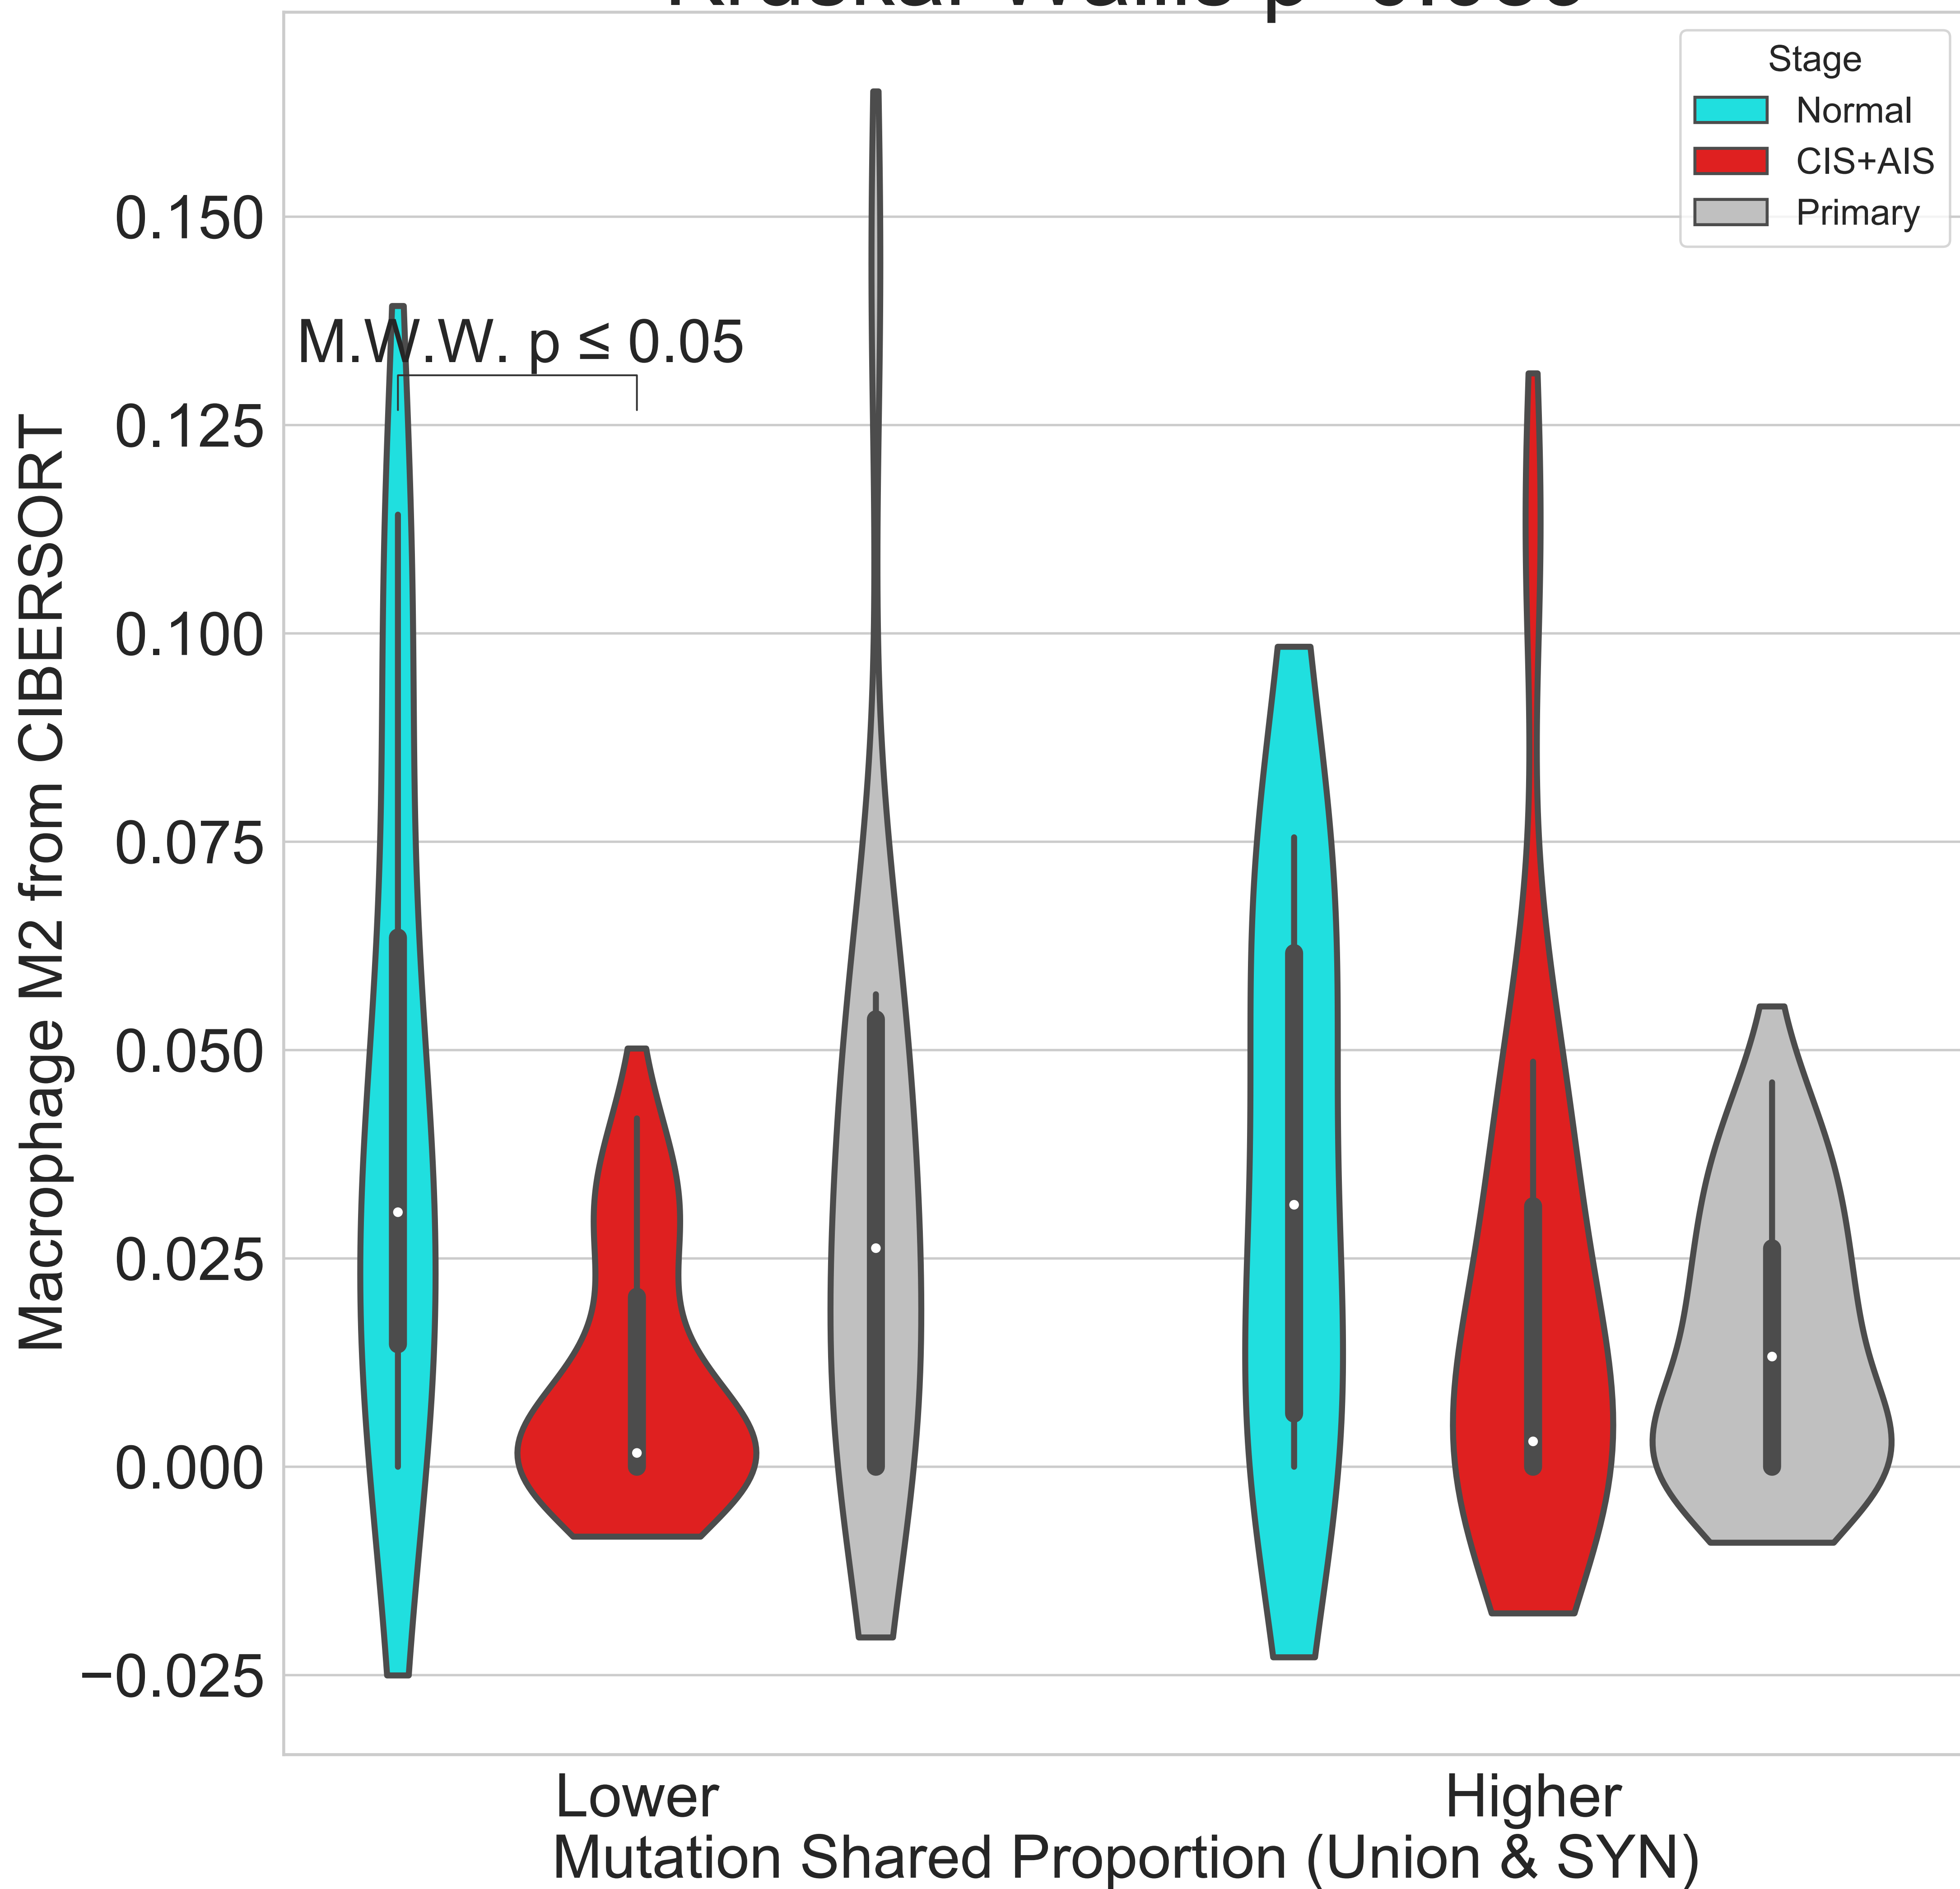 Stage
Normal
CIS+AIS
Primary
0.150
M.W.W. p ≤ 0.05
0.125
0.100
0.075
0.050
0.025
0.000
−0.025
Macrophage M2 from CIBERSORT
Lower
Higher
Mutation Shared Proportion (Union & SYN)